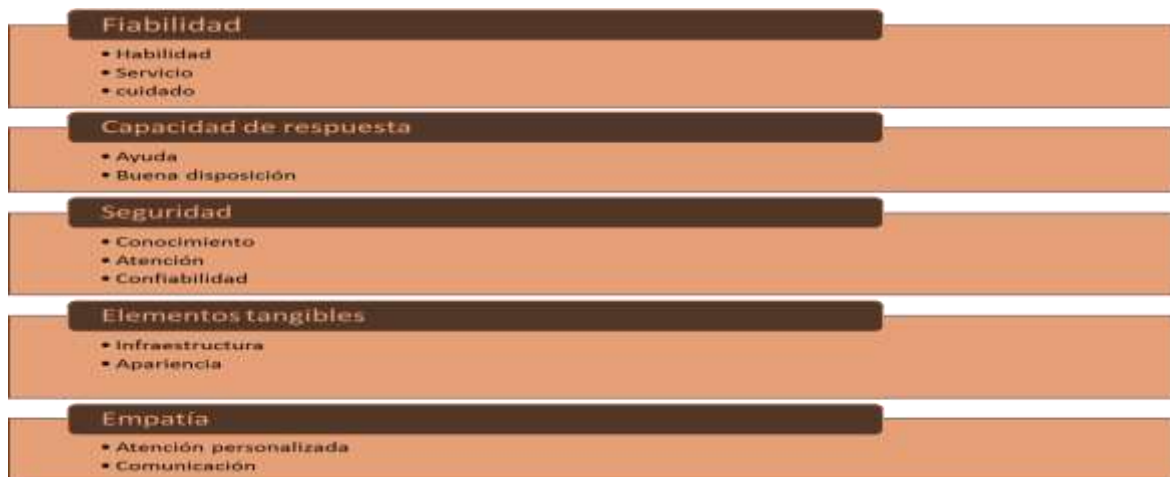 Fiabilidad
• Habilidad
• Servicio
• cuidado
Capacidad de respuesta
• Ayuda
• Buena disposición
Seguridad
• Conocimiento
• Atención
• Confiabilidad
Elementos tangibles
• Infraestructura
• Apariencia
Empatía
• Atención personalizada
• Comunicación